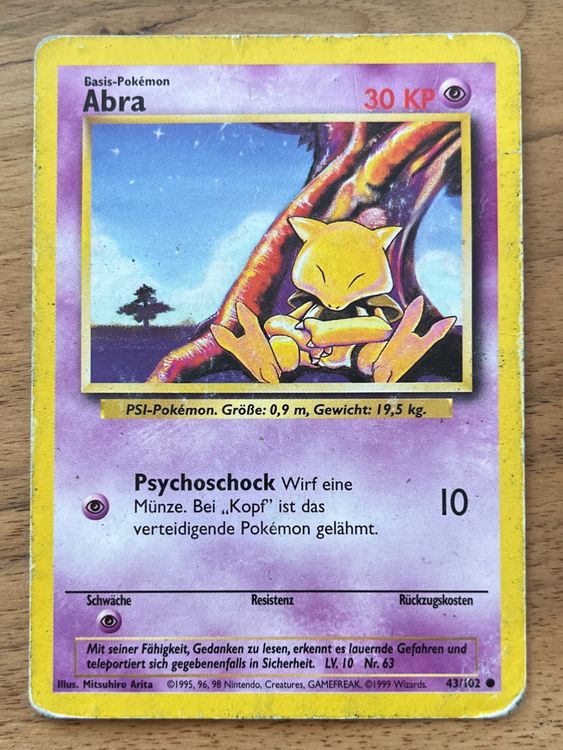 Basis-Pokémon
Abra
30 KP
PSI-Pokémon. Größe: 0,9 m, Gewicht: 19,5 kg.
Psychoschock Wirf eine
Münze. Bei „Kopf” ist das
verteidigende Pokémon gelähmt.
10
Schwäche Resistenz Rückzugskosten
Mit seiner Fähigkeit, Gedanken zu lesen, erkennt es lauernde Gefahren und
teleportiert sich gegebenenfalls in Sicherheit. LV. 10 Nr. 63
Illus. Mitsuhiro Arita ©1995, 96, 98 Nintendo, Creatures, GAMEFREAK. ©1999 Wizards. 43/102